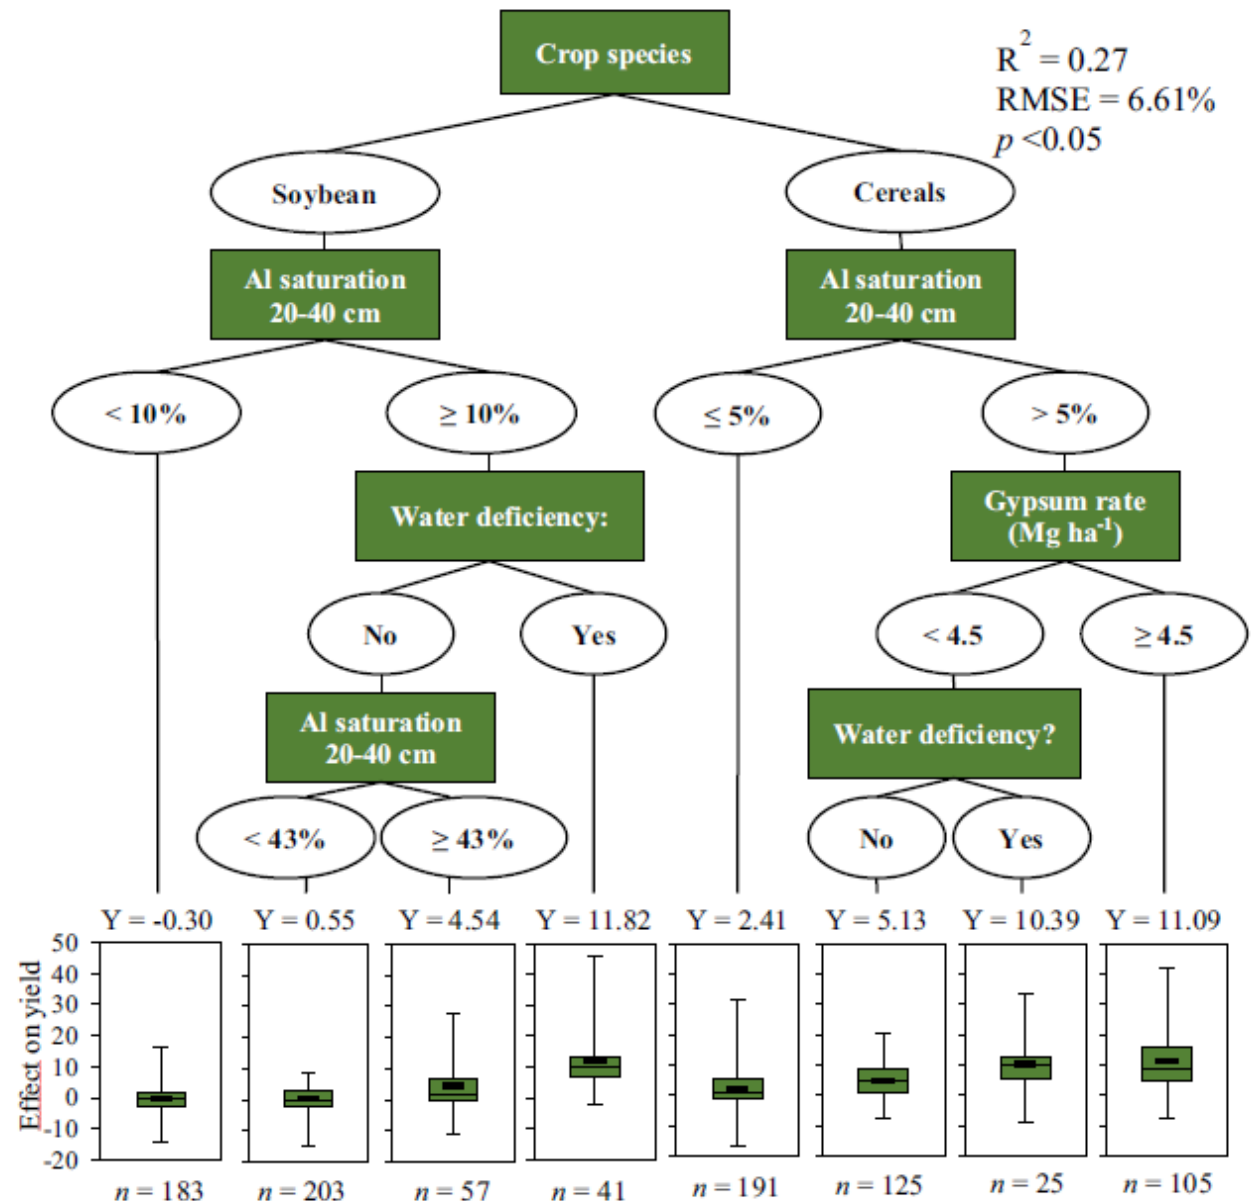 Crop species
R² = 0.27
RMSE = 6.61%
p <0.05
Soybean
Cereals
Al saturation
20-40 cm
Al saturation
20-40 cm
< 10%
≥ 10%
≤ 5%
> 5%
Water deficiency:
Gypsum rate
(Mg ha⁻¹)
No
Yes
< 4.5
≥ 4.5
Al saturation
20-40 cm
Water deficiency?
< 43%
≥ 43%
No
Yes
Y = -0.30
Y = 0.55
Y = 4.54
Y = 11.82
Y = 2.41
Y = 5.13
Y = 10.39
Y = 11.09
Effect on yield
50
40
30
20
10
0
-10
-20
n = 183
n = 203
n = 57
n = 41
n = 191
n = 125
n = 25
n = 105